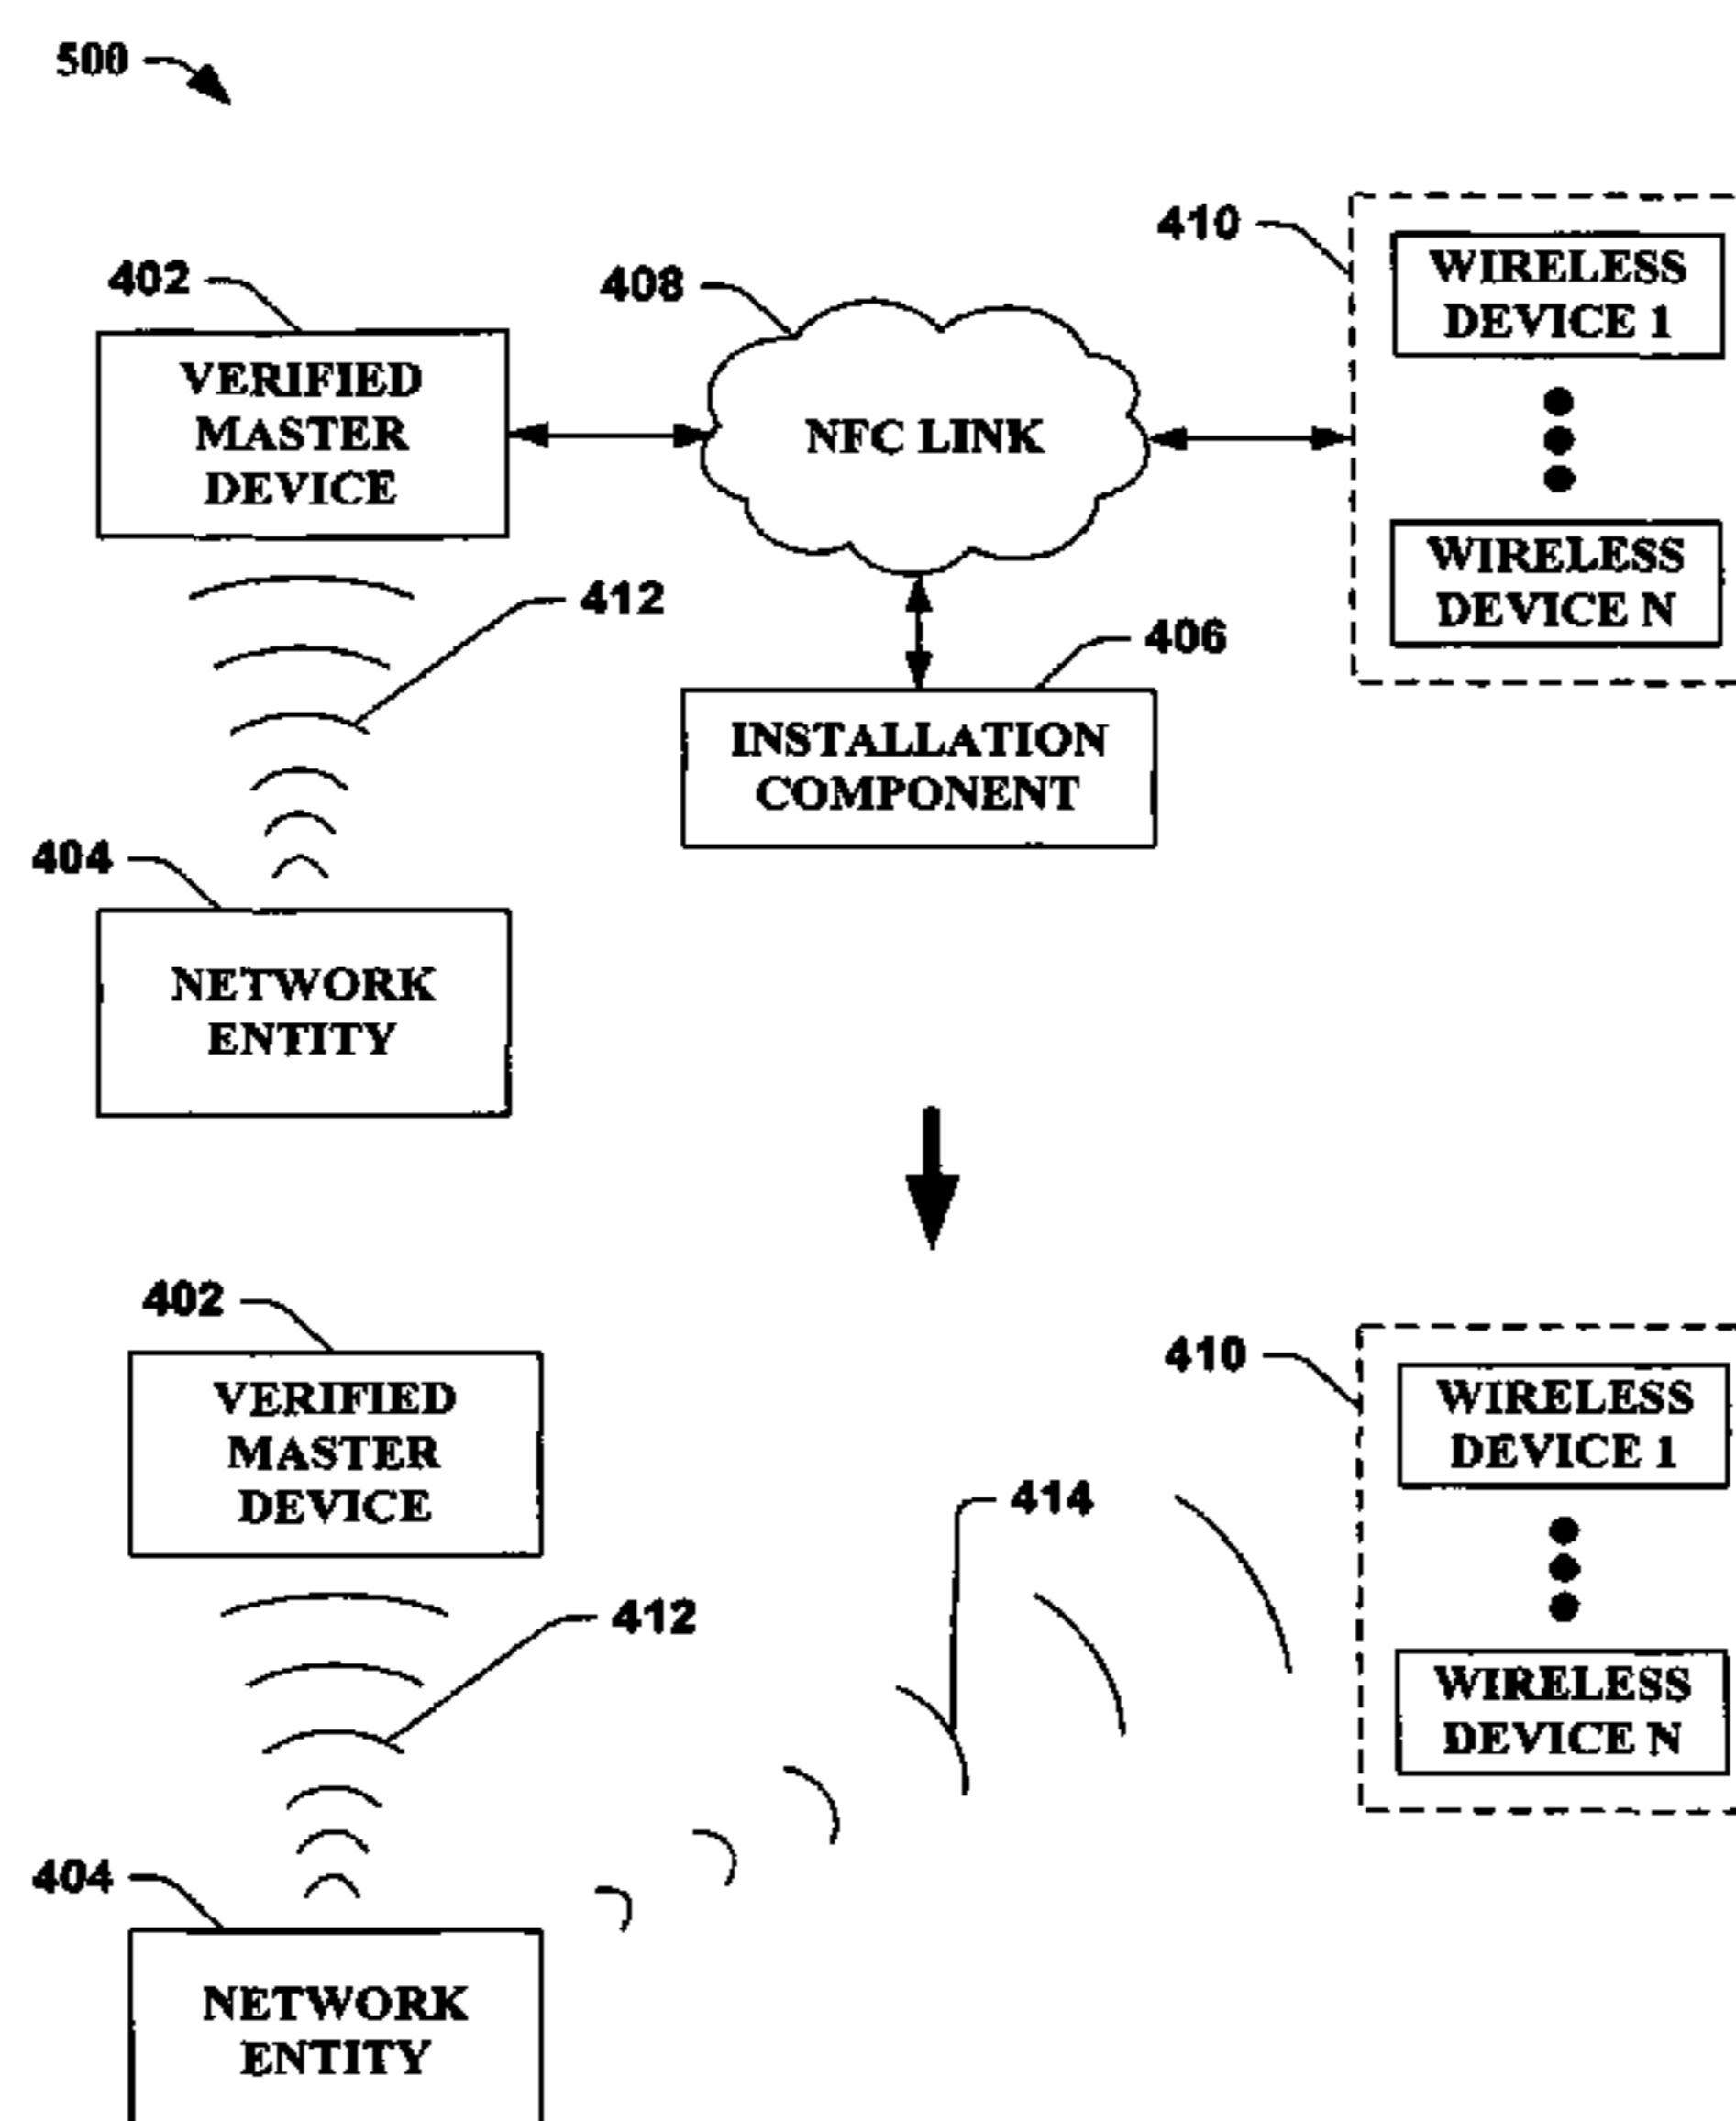 500
410
WIRELESS
DEVICE 1
402
408
VERIFIED
MASTER
DEVICE
NFC LINK
WIRELESS
DEVICE N
412
406
INSTALLATION
COMPONENT
404
NETWORK
ENTITY
402
410
VERIFIED
MASTER
DEVICE
WIRELESS
DEVICE 1
414
412
WIRELESS
DEVICE N
404
NETWORK
ENTITY